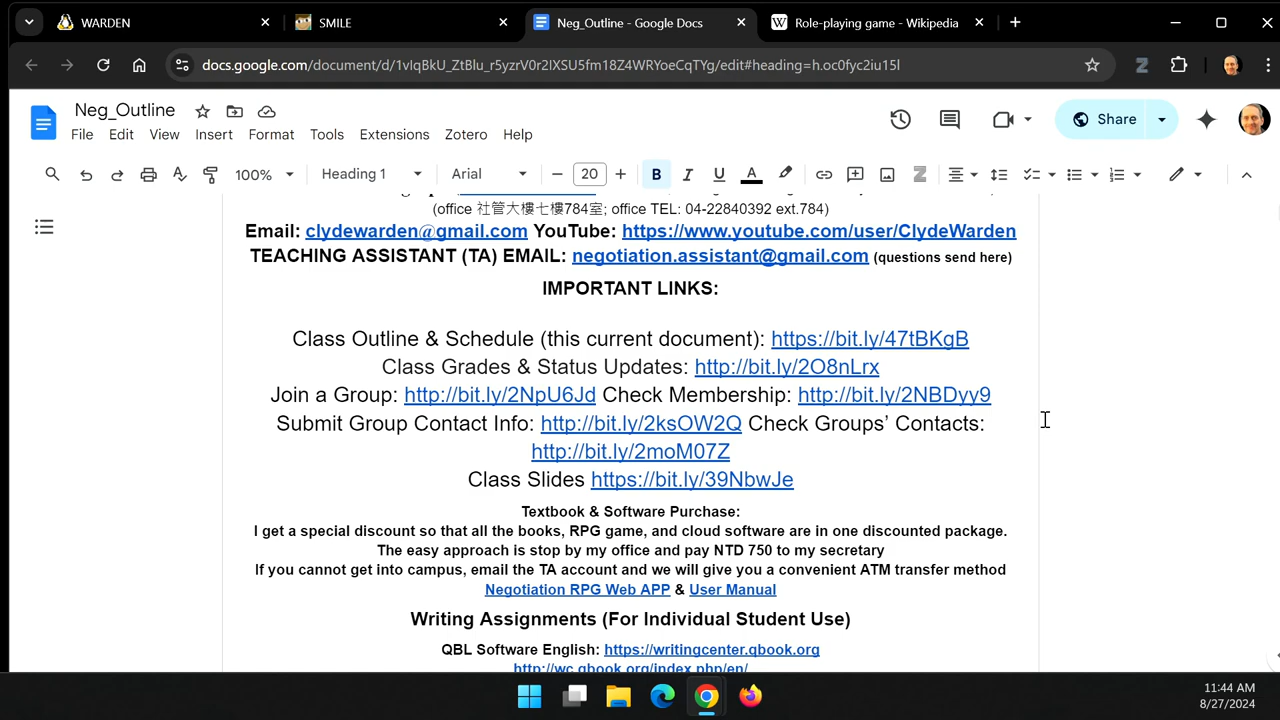 WARDEN
SMILE
Neg_Outline - Google Docs
Role-playing game - Wikipedia
docs.google.com/document/d/1vIqBkU_ZtBlu_r5yzrV0r2IXSU5fm18Z4WRYoeCqTYg/edit#heading=h.oc0fyc2iu15l
Neg_Outline
File Edit View Insert Format Tools Extensions Zotero Help
Share
100% Heading 1 Arial 20 B I U A
(office 社管大樓七樓784室; office TEL: 04-22840392 ext.784)
Email: clydewarden@gmail.com YouTube: https://www.youtube.com/user/ClydeWarden
TEACHING ASSISTANT (TA) EMAIL: negotiation.assistant@gmail.com (questions send here)
IMPORTANT LINKS:
Class Outline & Schedule (this current document): https://bit.ly/47tBKgB
Class Grades & Status Updates: http://bit.ly/2O8nLrx
Join a Group: http://bit.ly/2NpU6Jd Check Membership: http://bit.ly/2NBDyy9
Submit Group Contact Info: http://bit.ly/2ksOW2Q Check Groups' Contacts:
http://bit.ly/2moM07Z
Class Slides https://bit.ly/39NbwJe
Textbook & Software Purchase:
I get a special discount so that all the books, RPG game, and cloud software are in one discounted package.
The easy approach is stop by my office and pay NTD 750 to my secretary
If you cannot get into campus, email the TA account and we will give you a convenient ATM transfer method
Negotiation RPG Web APP & User Manual
Writing Assignments (For Individual Student Use)
QBL Software English: https://writingcenter.qbook.org
http://wc.qbook.org/index.php/en/
11:44 AM
8/27/2024